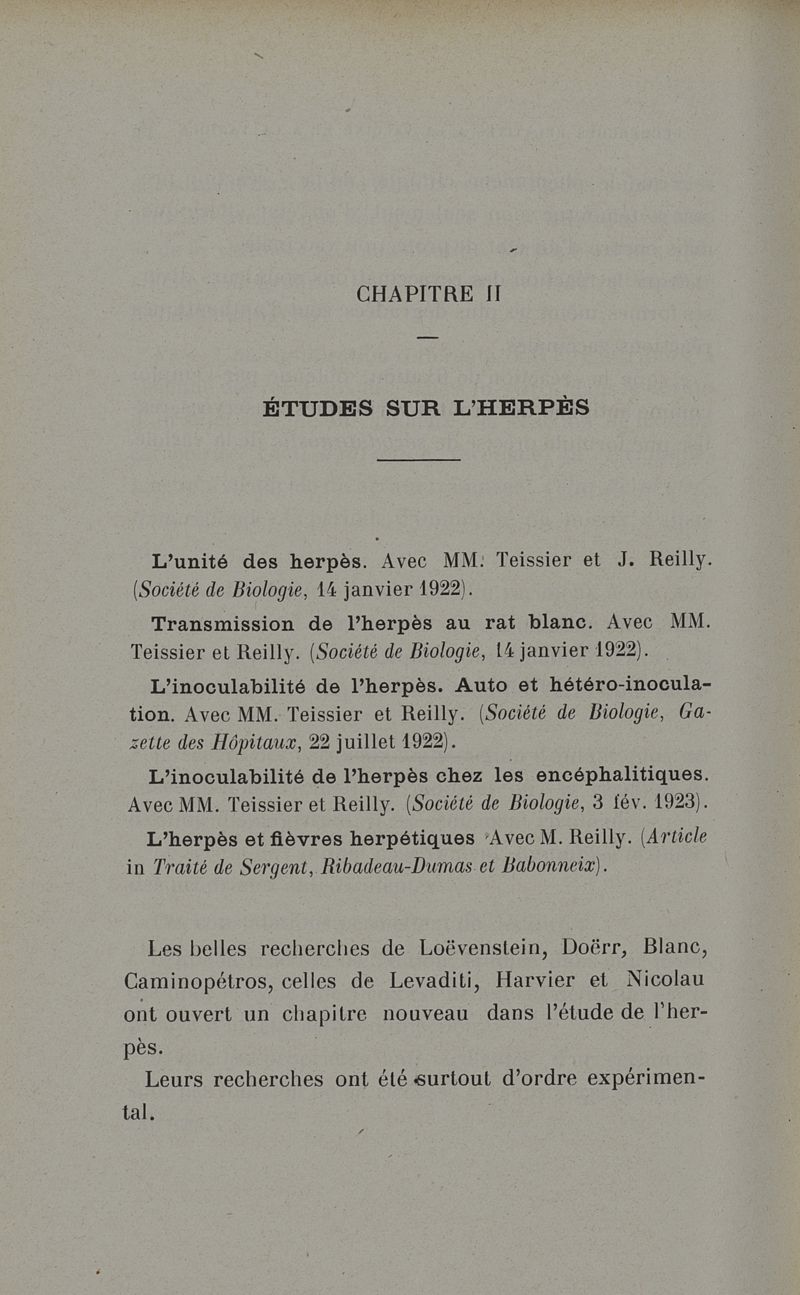 CHAPITRE II
ÉTUDES SUR L'HERPÈS
L'unité des herpès. Avec MM. Teissier et J. Reilly.
(Société de Biologie, 14 janvier 1922).
Transmission de l'herpès au rat blanc. Avec MM.
Teissier et Reilly. (Société de Biologie, 14 janvier 1922).
L'inoculabilité de l'herpès. Auto et hétéro-inocula-
tion. Avec MM. Teissier et Reilly. (Société de Biologie, Ga-
zette des Hôpitaux, 22 juillet 1922).
L'inoculabilité de l'herpès chez les encéphalitiques.
Avec MM. Teissier et Reilly. (Société de Biologie, 3 fév. 1923).
L'herpès et fièvres herpétiques Avec M. Reilly. (Article
in Traité de Sergent, Ribadeau-Dumas et Babonneix).
Les belles recherches de Loëvenstein, Doërr, Blanc,
Caminopétros, celles de Levaditi, Harvier et Nicolau
ont ouvert un chapitre nouveau dans l'étude de l'her-
pès.
Leurs recherches ont été surtout d'ordre expérimen-
tal.